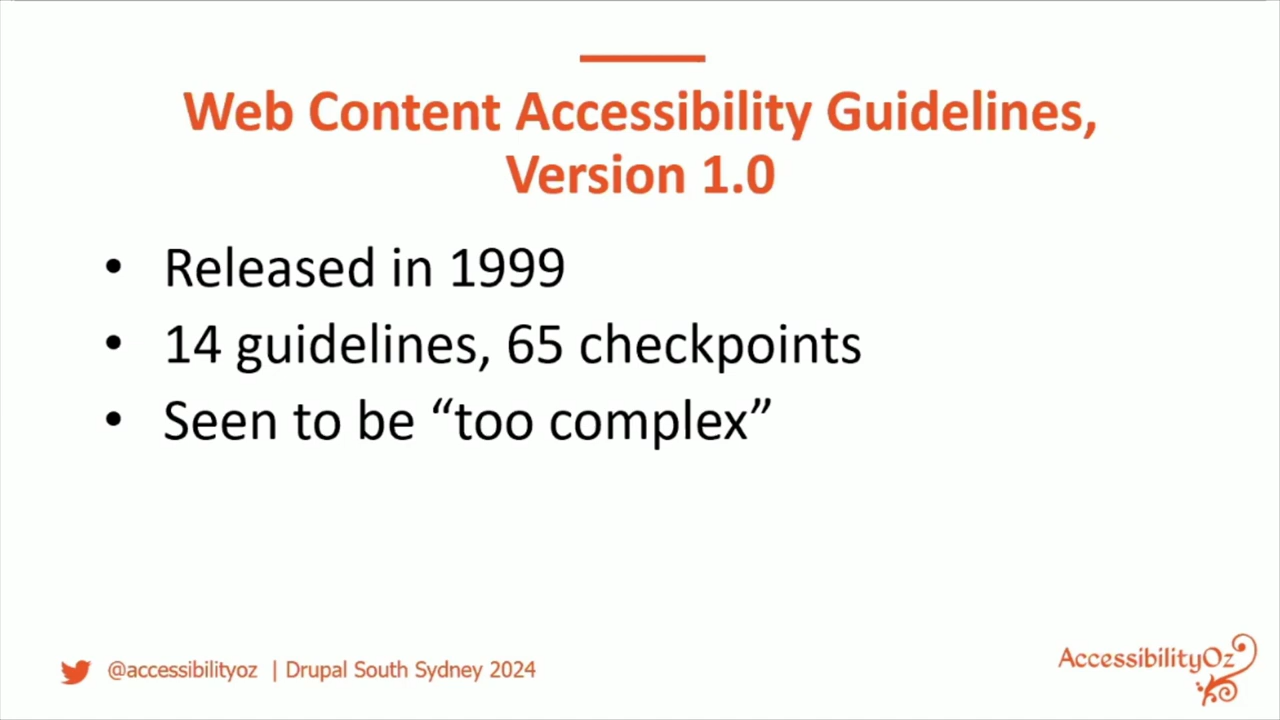 Web Content Accessibility Guidelines,
Version 1.0
• Released in 1999
• 14 guidelines, 65 checkpoints
• Seen to be “too complex”
@accessibilityoz | Drupal South Sydney 2024
AccessibilityOz